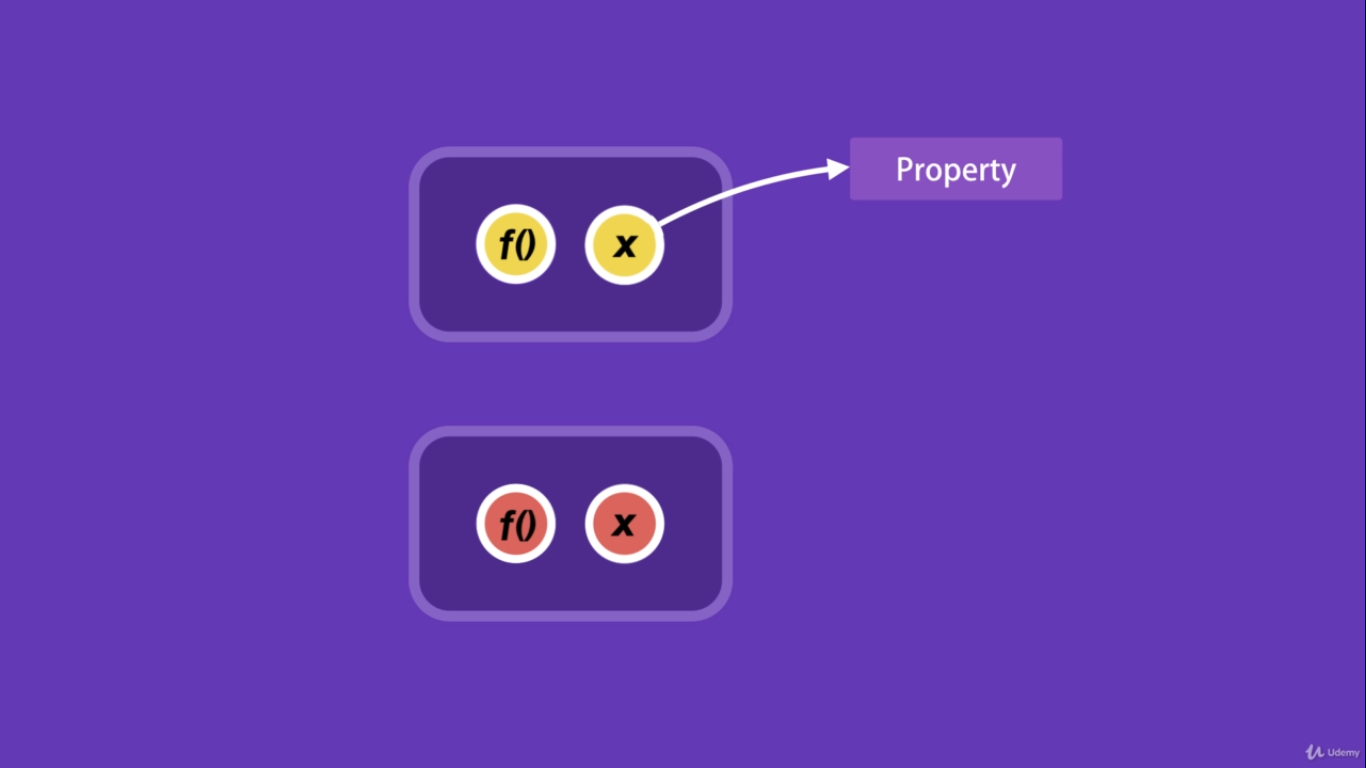 Property
f()
x
f()
x
Udemy